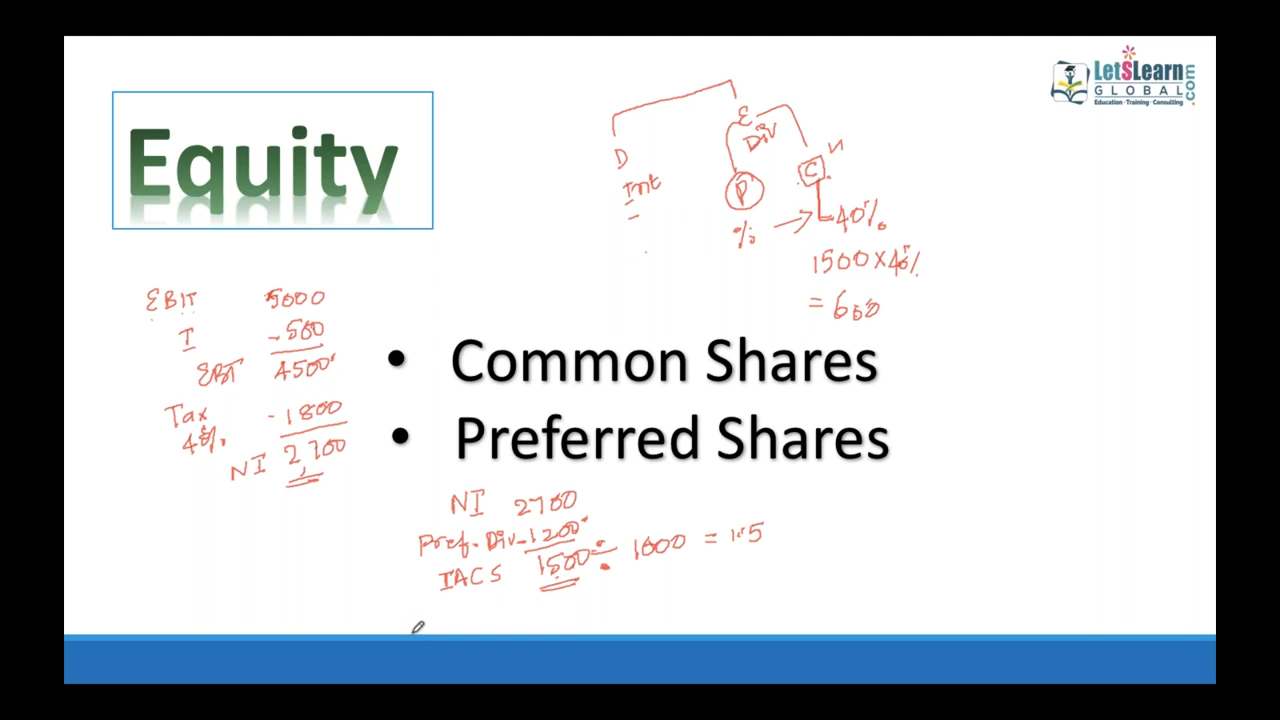 LetSLearn
GLOBAL
.com
Education · Training · Consulting
Equity
E
D
Div
Int
P
C
%
40%
1500 x 40%
= 600
EBIT 5000
I - 500
EBT 4500
Tax - 1800
40%
NI 2700
• Common Shares
• Preferred Shares
NI 2700
Pref. Div - 1200
IACS 1500 ÷ 1000 = 1.5